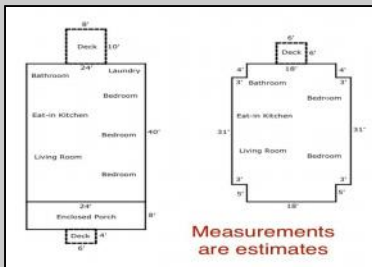 8'
Deck
10'
24'
Bathroom
Laundry
Bedroom
Eat-in Kitchen
40'
Bedroom
Living Room
Bedroom
24'
Enclosed Porch
8'
Deck
4'
6'
6'
Deck
6'
18'
4'
4'
3'
3'
Bathroom
Bedroom
Eat-in Kitchen
31'
31'
Living Room
Bedroom
3'
3'
5'
5'
18'
Measurements
are estimates